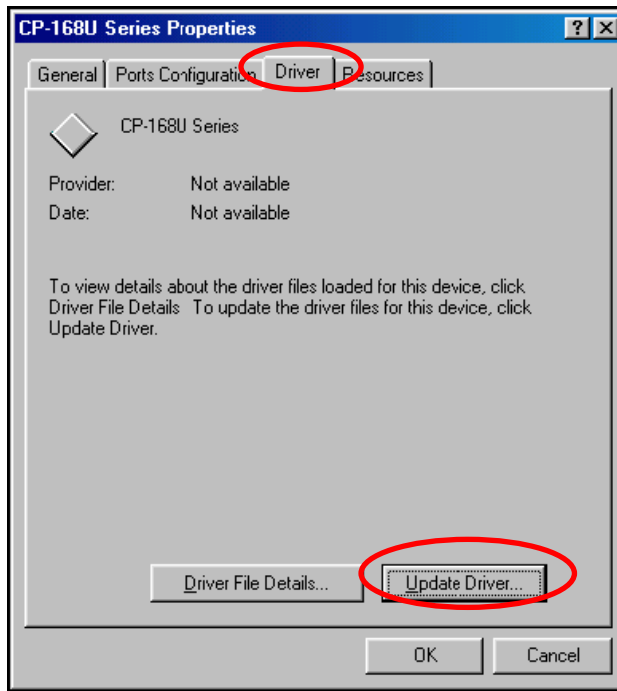 CP-168U Series Properties
General Ports Configuration Driver Resources
CP-168U Series
Provider: Not available
Date: Not available
To view details about the driver files loaded for this device, click
Driver File Details To update the driver files for this device, click
Update Driver.
Driver File Details... Update Driver...
OK Cancel